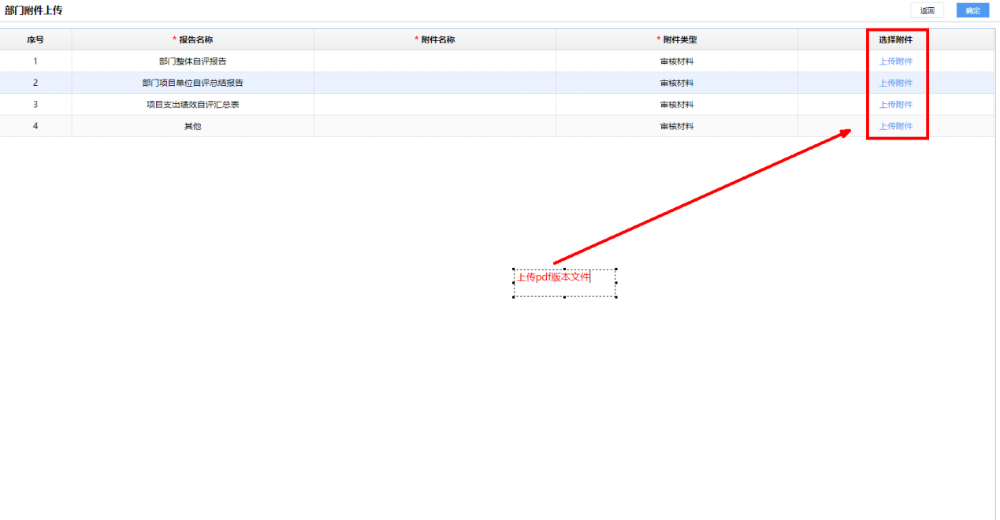 部门附件上传 返回 确定
序号 * 报告名称 * 附件名称 * 附件类型 选择附件
1 部门整体自评报告 审核材料 上传附件
2 部门项目单位自评总结报告 审核材料 上传附件
3 项目支出绩效自评汇总表 审核材料 上传附件
4 其他 审核材料 上传附件
上传pdf版本文件